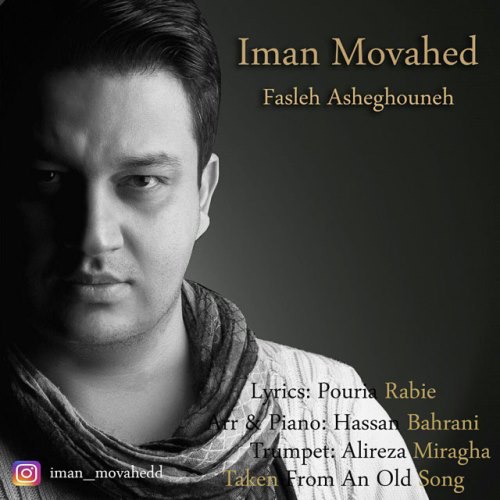 Iman Movahed
Fasleh Asheghouneh
Lyrics: Pouria Rabie
Arr & Piano: Hassan Bahrani
Trumpet: Alireza Miragha
Taken From An Old Song
iman_movahedd